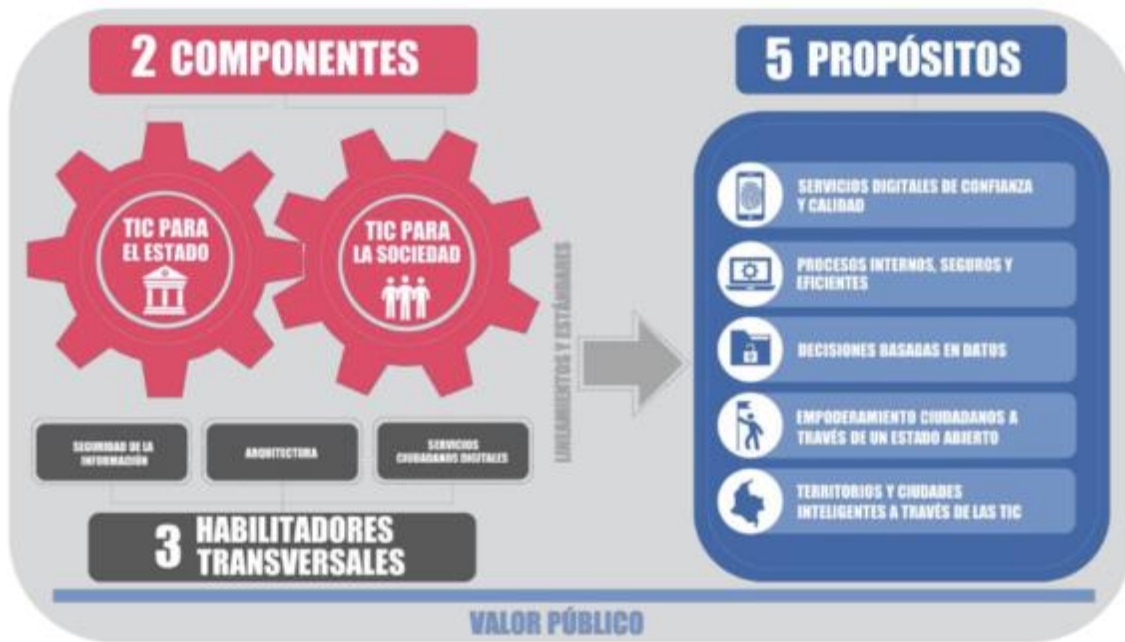 2 COMPONENTES
TIC PARA
EL ESTADO
TIC PARA
LA SOCIEDAD
SEGURIDAD DE LA
INFORMACIÓN
ARQUITECTURA
SERVICIOS
CIUDADANOS DIGITALES
3 HABILITADORES
TRANSVERSALES
LINEAMIENTOS Y ESTÁNDARES
5 PROPÓSITOS
SERVICIOS DIGITALES DE CONFIANZA
Y CALIDAD
PROCESOS INTERNOS, SEGUROS Y
EFICIENTES
DECISIONES BASADAS EN DATOS
EMPODERAMIENTO CIUDADANOS A
TRAVÉS DE UN ESTADO ABIERTO
TERRITORIOS Y CIUDADES
INTELIGENTES A TRAVÉS DE LAS TIC
VALOR PÚBLICO